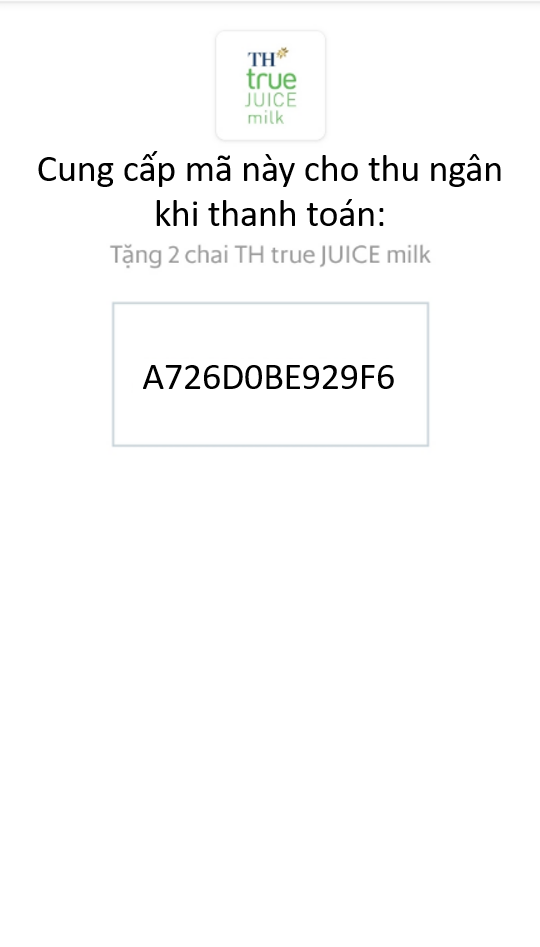 TH
true
JUICE
milk
Cung cấp mã này cho thu ngân
khi thanh toán:
Tặng 2 chai TH true JUICE milk
A726D0BE929F6